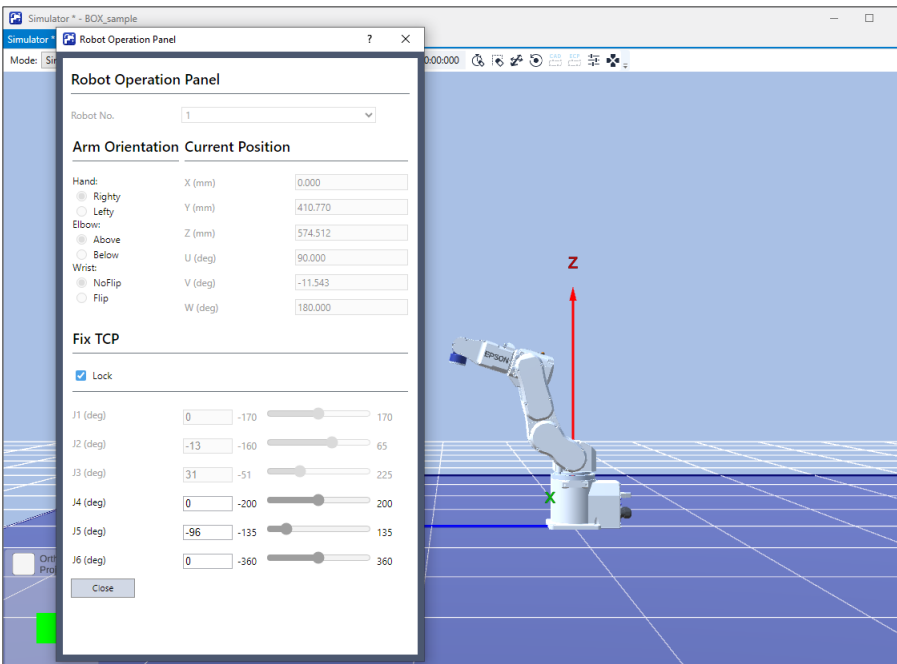 Simulator * - BOX_sample
Simulator *
Robot Operation Panel ? ×
Mode:
0:00:000
CAD
ECP
Robot Operation Panel
Robot No. 1
Arm Orientation Current Position
Hand:
Righty
Lefty
Elbow:
Above
Below
Wrist:
NoFlip
Flip
X (mm) 0.000
Y (mm) 410.770
Z (mm) 574.512
U (deg) 90.000
V (deg) -11.543
W (deg) 180.000
Fix TCP
Lock
J1 (deg) 0 -170 170
J2 (deg) -13 -160 65
J3 (deg) 31 -51 225
J4 (deg) 0 -200 200
J5 (deg) -96 -135 135
J6 (deg) 0 -360 360
Close
Z
EPSON
X